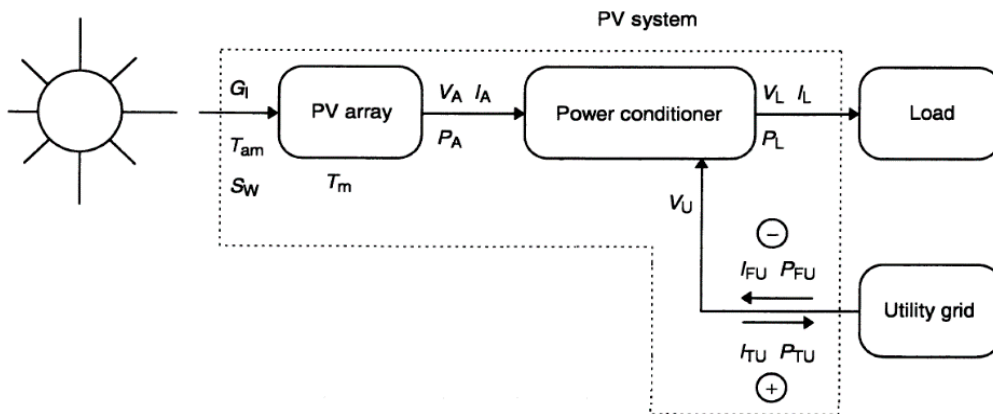 PV system
G_I
PV array
V_A I_A
Power conditioner
V_L I_L
Load
T_am
P_A
P_L
S_W
T_m
V_U
−
I_FU P_FU
Utility grid
I_TU P_TU
+